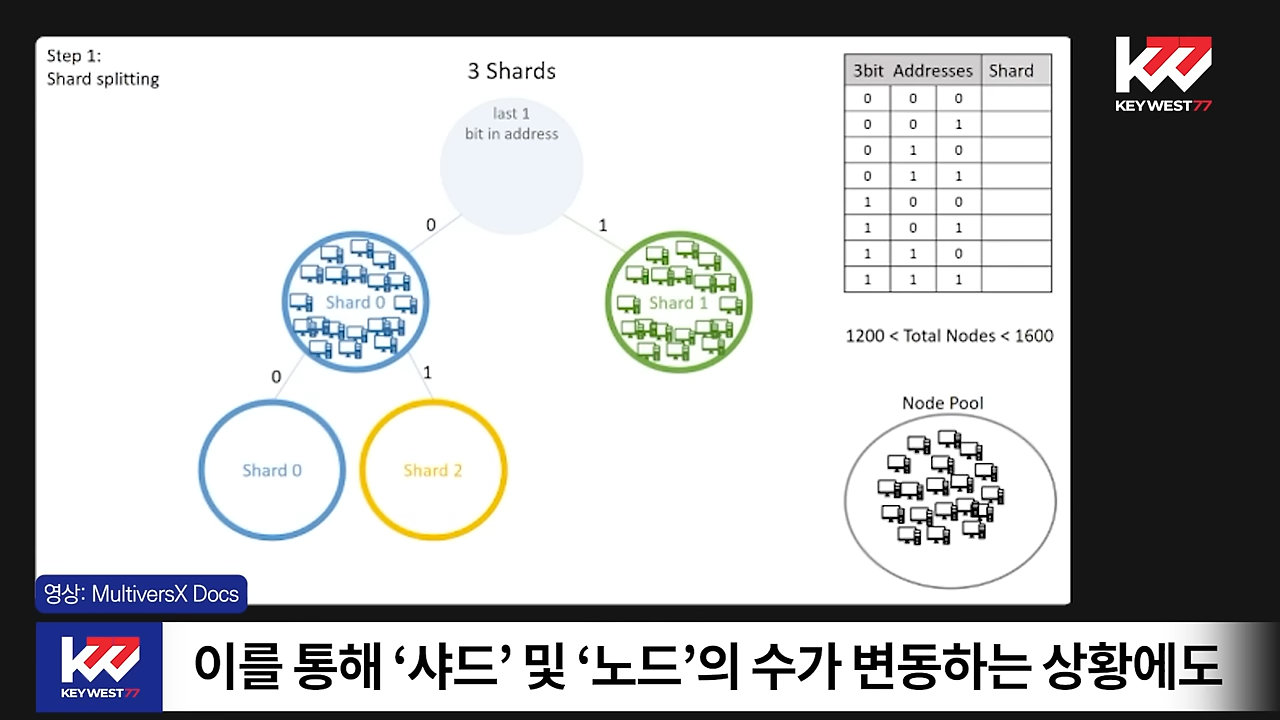 Step 1:
Shard splitting
3 Shards
last 1
bit in address
0
1
Shard 0
Shard 1
0
1
Shard 0
Shard 2
3bit Addresses Shard
0 0 0
0 0 1
0 1 0
0 1 1
1 0 0
1 0 1
1 1 0
1 1 1
1200 < Total Nodes < 1600
Node Pool
K77
KEYWEST77
영상: MultiversX Docs
K77
KEYWEST77
이를 통해 ‘샤드’ 및 ‘노드’의 수가 변동하는 상황에도